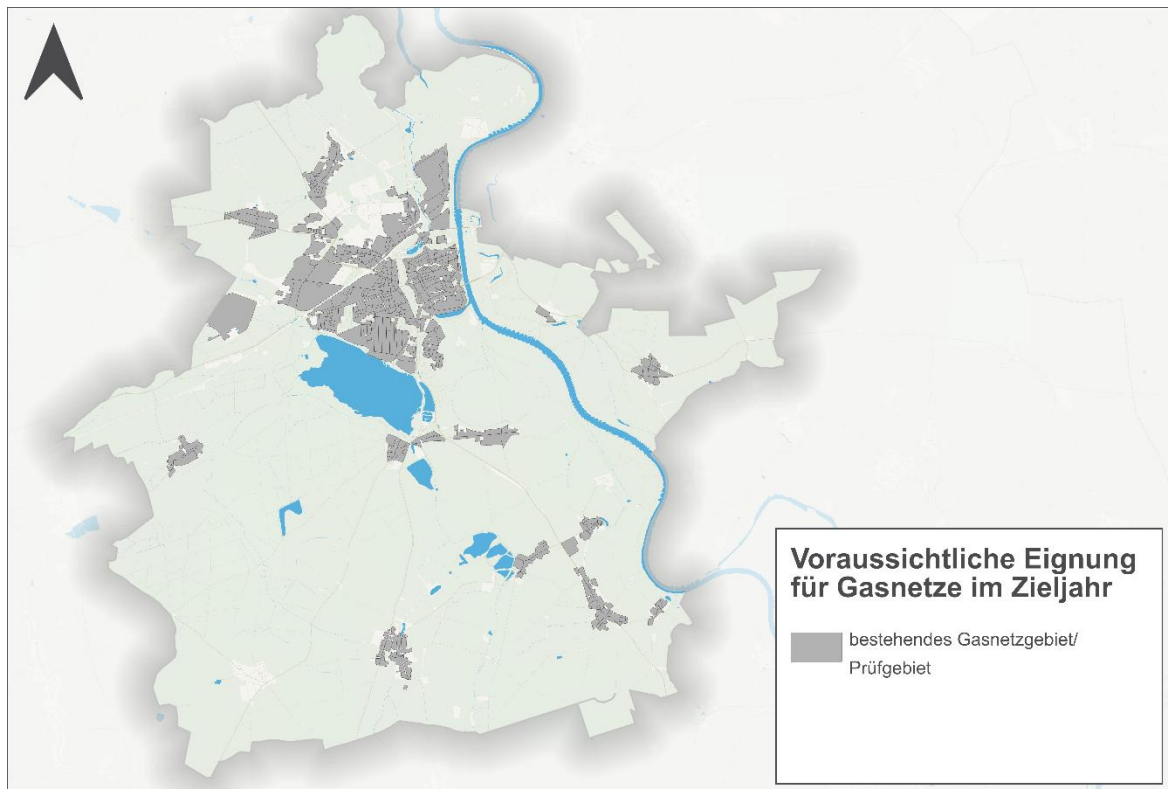 Voraussichtliche Eignung
für Gasnetze im Zieljahr
bestehendes Gasnetzgebiet/
Prüfgebiet